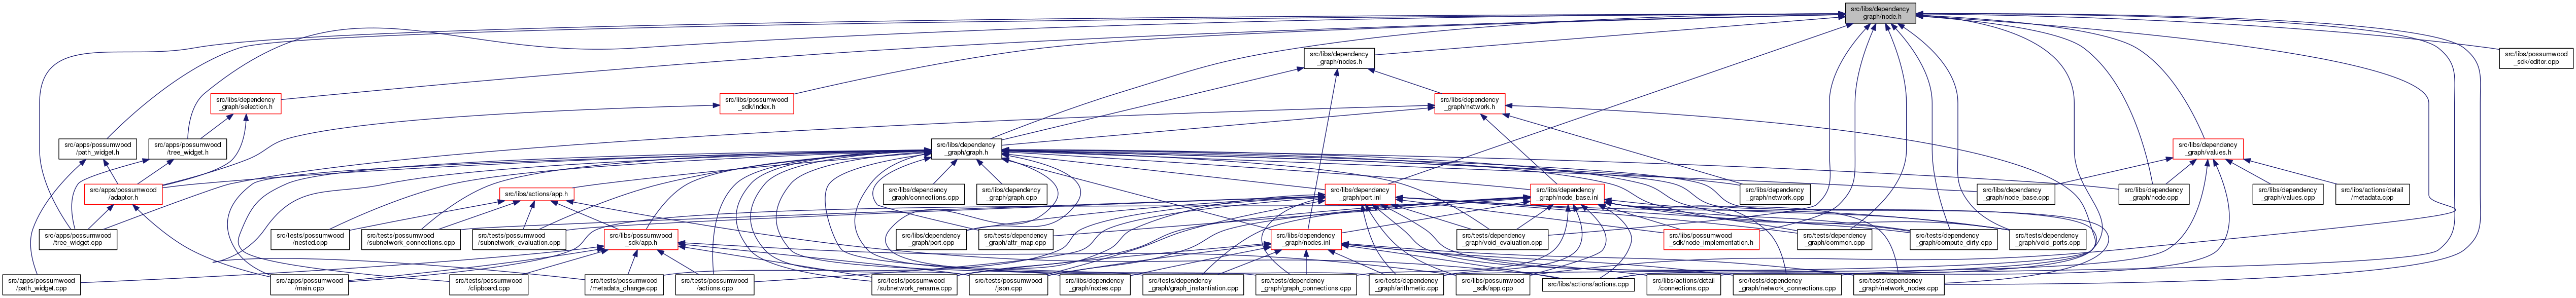 src/libs/dependency
_graph/node.h
src/libs/dependency
_graph/nodes.h
src/libs/possumwood
_sdk/editor.cpp
src/libs/dependency
_graph/selection.h
src/libs/possumwood
_sdk/index.h
src/libs/dependency
_graph/network.h
src/apps/possumwood
/path_widget.h
src/apps/possumwood
/tree_widget.h
src/libs/dependency
_graph/graph.h
src/libs/dependency
_graph/values.h
src/apps/possumwood
/adaptor.h
src/libs/actions/app.h
src/libs/dependency
_graph/connections.cpp
src/libs/dependency
_graph/graph.cpp
src/libs/dependency
_graph/port.inl
src/libs/dependency
_graph/node_base.inl
src/libs/dependency
_graph/network.cpp
src/libs/dependency
_graph/node_base.cpp
src/libs/dependency
_graph/node.cpp
src/libs/dependency
_graph/values.cpp
src/libs/actions/detail
/metadata.cpp
src/apps/possumwood
/tree_widget.cpp
src/tests/possumwood
/nested.cpp
src/tests/possumwood
/subnetwork_connections.cpp
src/tests/possumwood
/subnetwork_evaluation.cpp
src/libs/possumwood
_sdk/app.h
src/libs/dependency
_graph/port.cpp
src/tests/dependency
_graph/attr_map.cpp
src/libs/dependency
_graph/nodes.inl
src/tests/dependency
_graph/void_evaluation.cpp
src/libs/possumwood
_sdk/node_implementation.h
src/tests/dependency
_graph/common.cpp
src/tests/dependency
_graph/compute_dirty.cpp
src/tests/dependency
_graph/void_ports.cpp
src/apps/possumwood
/path_widget.cpp
src/apps/possumwood
/main.cpp
src/tests/possumwood
/clipboard.cpp
src/tests/possumwood
/metadata_change.cpp
src/tests/possumwood
/actions.cpp
src/tests/possumwood
/subnetwork_rename.cpp
src/tests/possumwood
/json.cpp
src/libs/dependency
_graph/nodes.cpp
src/tests/dependency
_graph/graph_instantiation.cpp
src/tests/dependency
_graph/graph_connections.cpp
src/tests/dependency
_graph/arithmetic.cpp
src/libs/possumwood
_sdk/app.cpp
src/libs/actions/actions.cpp
src/libs/actions/detail
/connections.cpp
src/tests/dependency
_graph/network_connections.cpp
src/tests/dependency
_graph/network_nodes.cpp